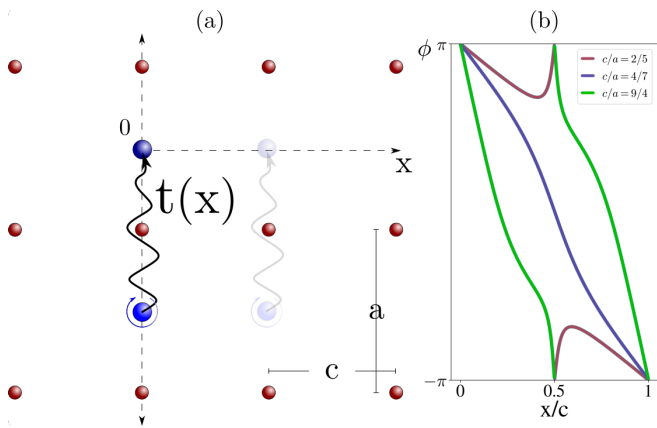 (a)
0
x
t(x)
a
c
(b)
ϕ π
c/a = 2/5
c/a = 4/7
c/a = 9/4
−π
0 0.5 1
x/c